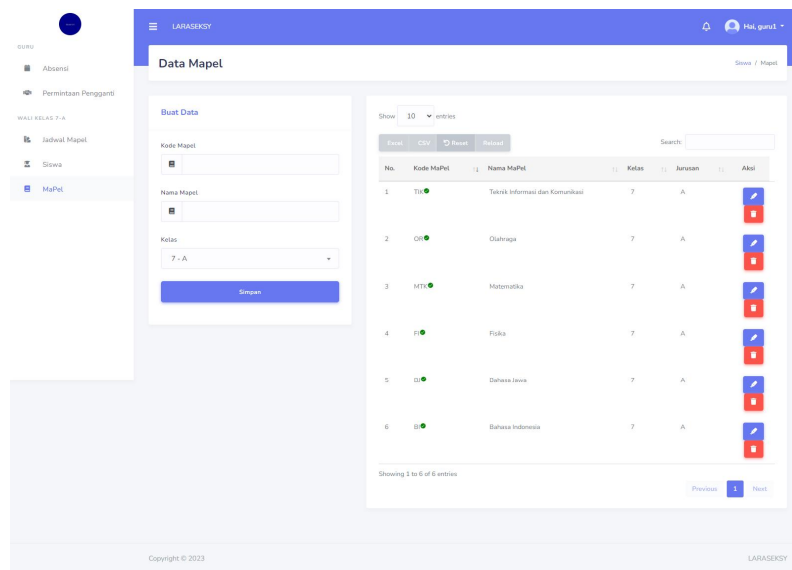 LARASEKSY
Hai, guru1
GURU
Absensi
Permintaan Pengganti
WALI KELAS 7-A
Jadwal Mapel
Siswa
MaPel
Data Mapel
Siswa / Mapel
Buat Data
Kode Mapel
Nama Mapel
Kelas
7 - A
Simpan
Show 10 entries
Excel CSV Reset Reload
Search:
No. Kode MaPel Nama MaPel Kelas Jurusan Aksi
1 TIK Teknik Informasi dan Komunikasi 7 A
2 OR Olahraga 7 A
3 MTK Matematika 7 A
4 FI Fisika 7 A
5 BJ Bahasa Jawa 7 A
6 BI Bahasa Indonesia 7 A
Showing 1 to 6 of 6 entries
Previous 1 Next
Copyright © 2023
LARASEKSY